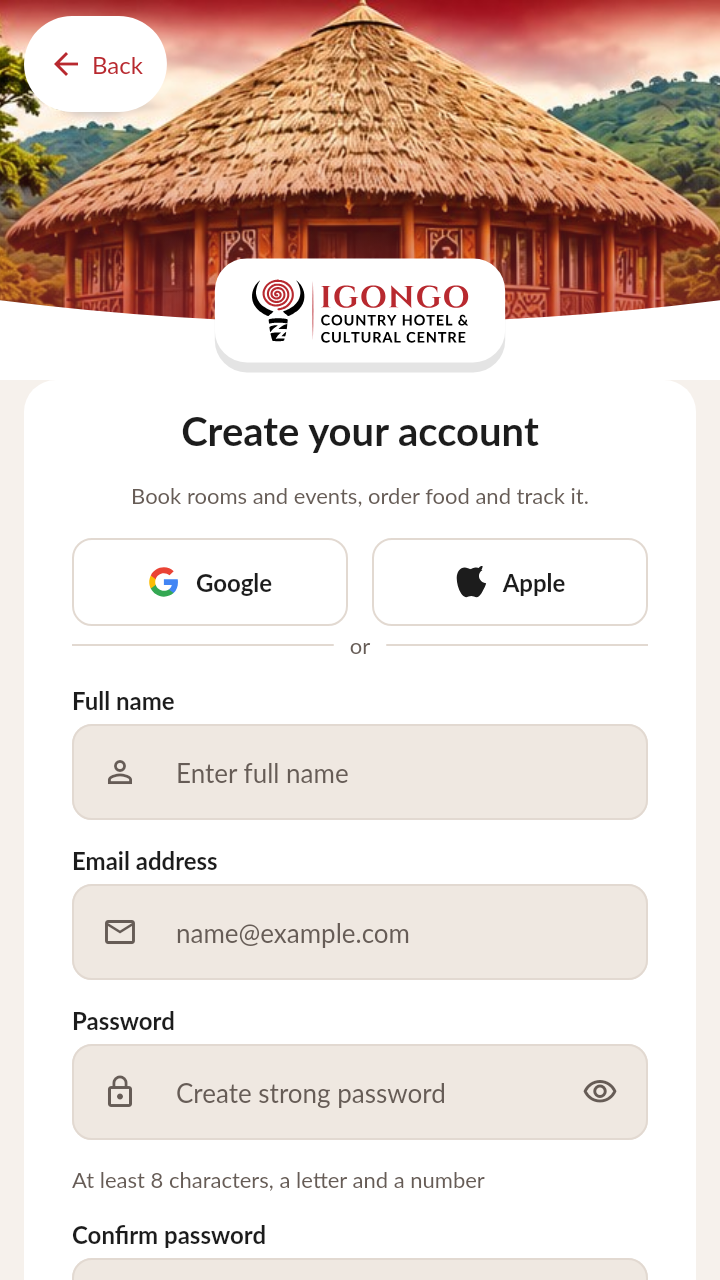 Back
IGONGO
COUNTRY HOTEL &
CULTURAL CENTRE
Create your account
Book rooms and events, order food and track it.
Google
Apple
or
Full name
Enter full name
Email address
name@example.com
Password
Create strong password
At least 8 characters, a letter and a number
Confirm password